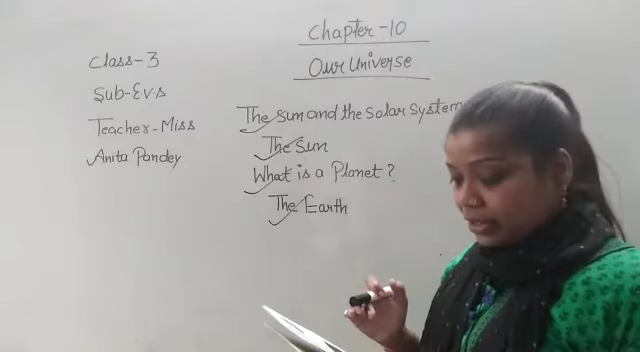 Chapter-10
Our Universe
Class-3
Sub-Evs
Teacher-Miss
Anita Pandey
The Sun and the Solar System
The Sun
What is a Planet?
The Earth